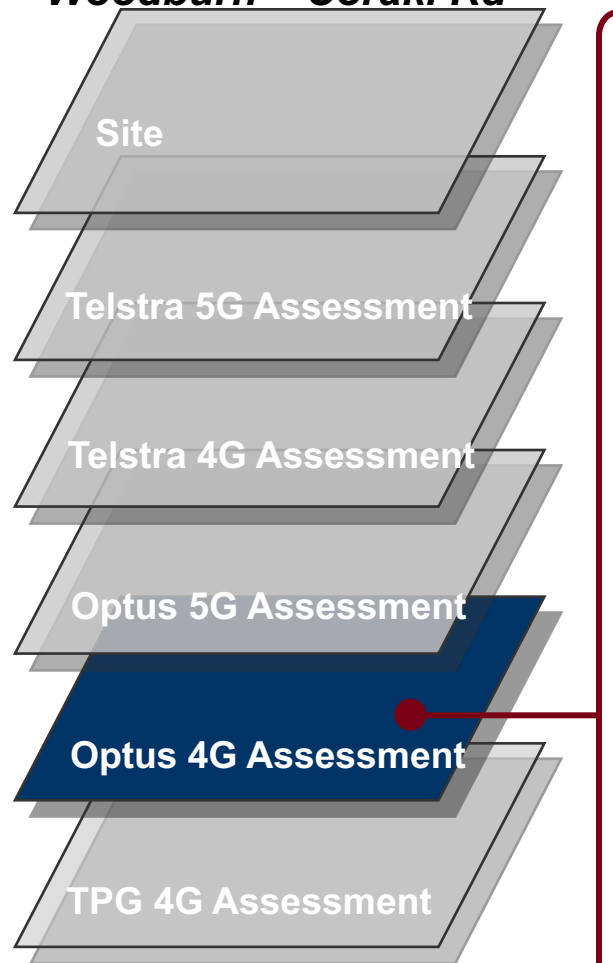 Site
Telstra 5G Assessment
Telstra 4G Assessment
Optus 5G Assessment
Optus 4G Assessment
TPG 4G Assessment